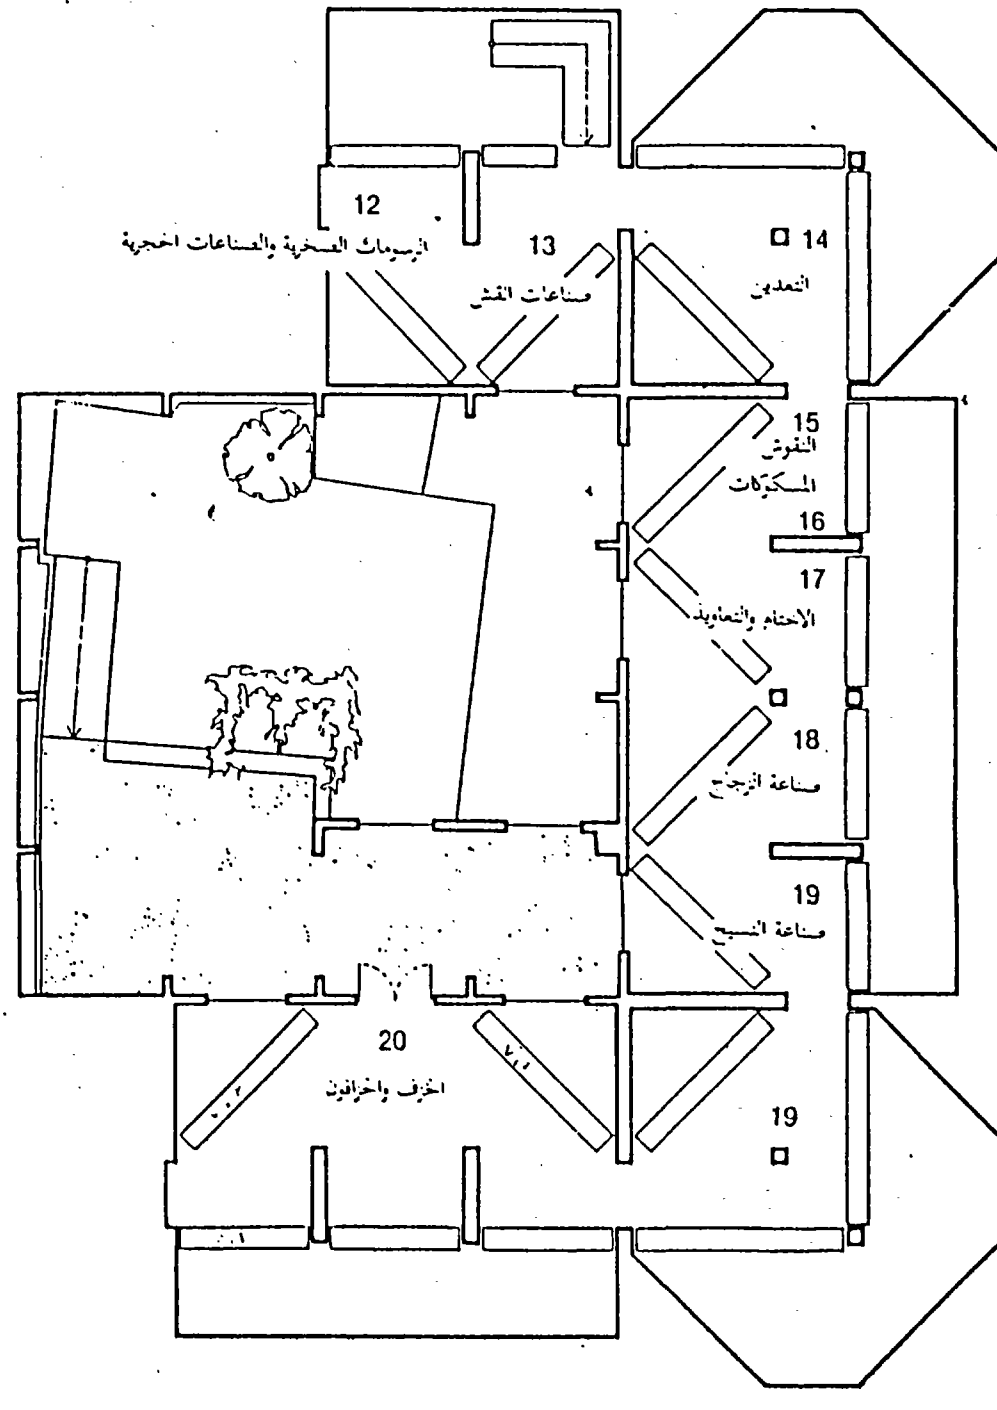 12
الرسومات الصخرية والصناعات الحجرية
13
صناعات القش
14
التعدين
15
النقوش
المسكوكات
16
17
الاختام والتعاويذ
18
صناعة الزجاج
19
صناعة النسيج
20
الخزف والخزافون
19